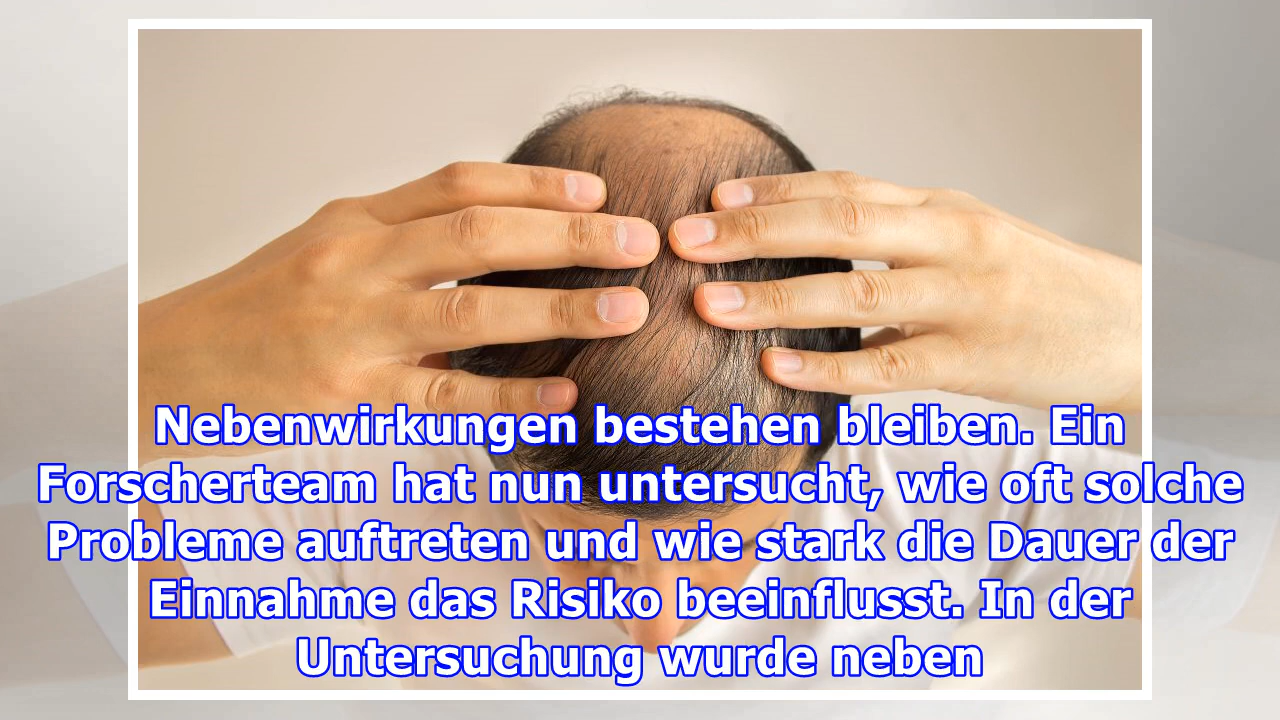 Nebenwirkungen bestehen bleiben. Ein
Forscherteam hat nun untersucht, wie oft solche
Probleme auftreten und wie stark die Dauer der
Einnahme das Risiko beeinflusst. In der
Untersuchung wurde neben